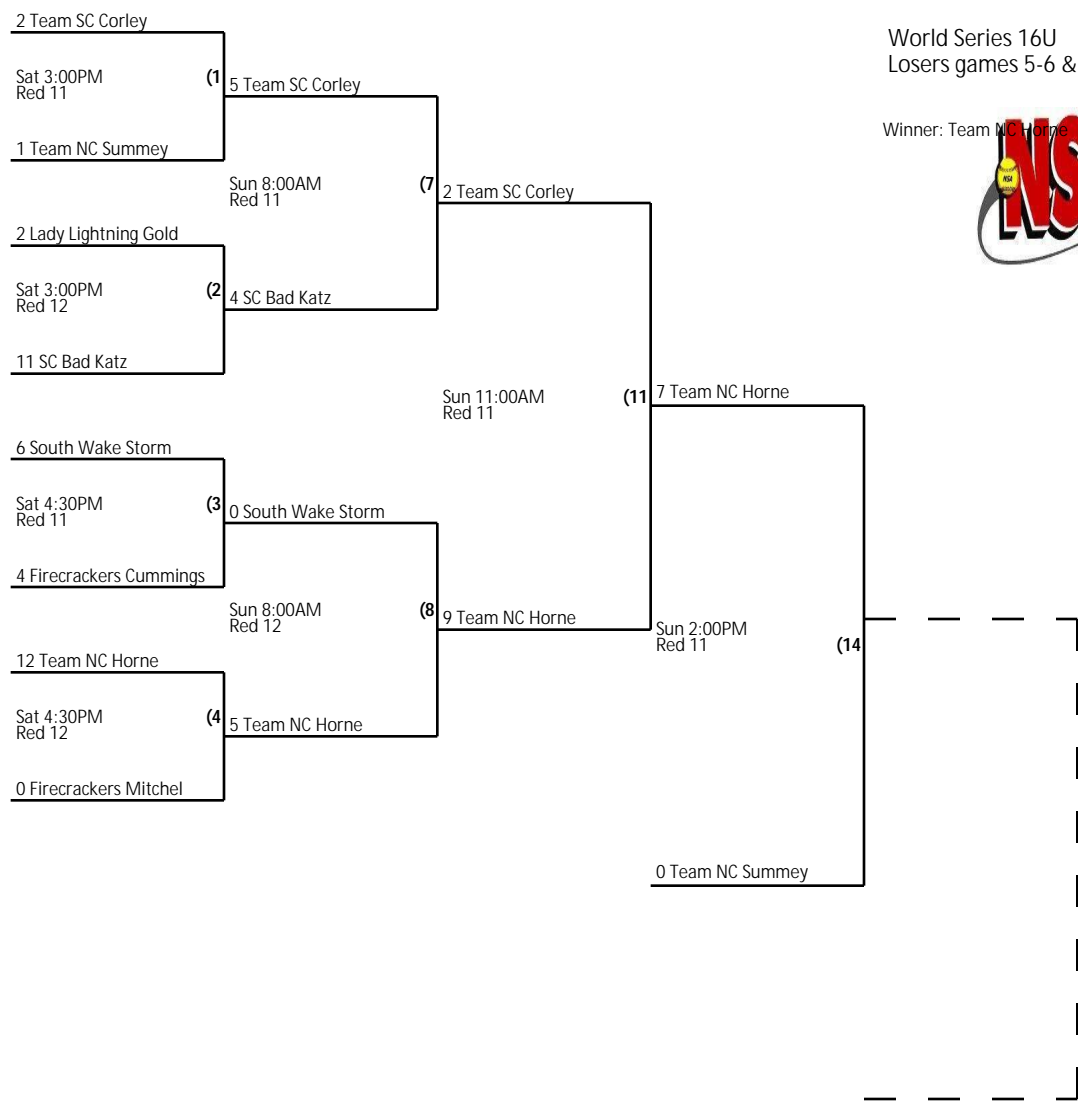 2 Team SC Corley
World Series 16U
Losers games 5-6 &
Sat 3:00PM
Red 11
(1
5 Team SC Corley
Winner: Team NC Horne
NS
NSA
1 Team NC Summey
Sun 8:00AM
Red 11
(7
2 Team SC Corley
2 Lady Lightning Gold
Sat 3:00PM
Red 12
(2
4 SC Bad Katz
11 SC Bad Katz
Sun 11:00AM
Red 11
(11
7 Team NC Horne
6 South Wake Storm
Sat 4:30PM
Red 11
(3
0 South Wake Storm
4 Firecrackers Cummings
Sun 8:00AM
Red 12
(8
9 Team NC Horne
Sun 2:00PM
Red 11
(14
12 Team NC Horne
Sat 4:30PM
Red 12
(4
5 Team NC Horne
0 Firecrackers Mitchel
0 Team NC Summey